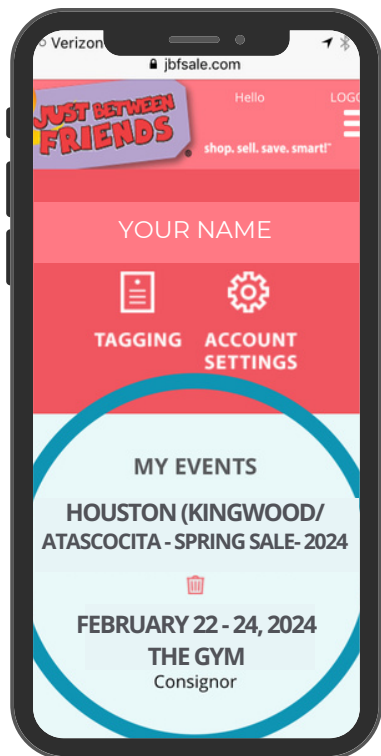 Verizon
jbfsale.com
Hello LOGO
JUST BETWEEN
FRIENDS
shop. sell. save. smart!™
YOUR NAME
TAGGING ACCOUNT
SETTINGS
MY EVENTS
HOUSTON (KINGWOOD/
ATASCOCITA - SPRING SALE- 2024
FEBRUARY 22 - 24, 2024
THE GYM
Consignor